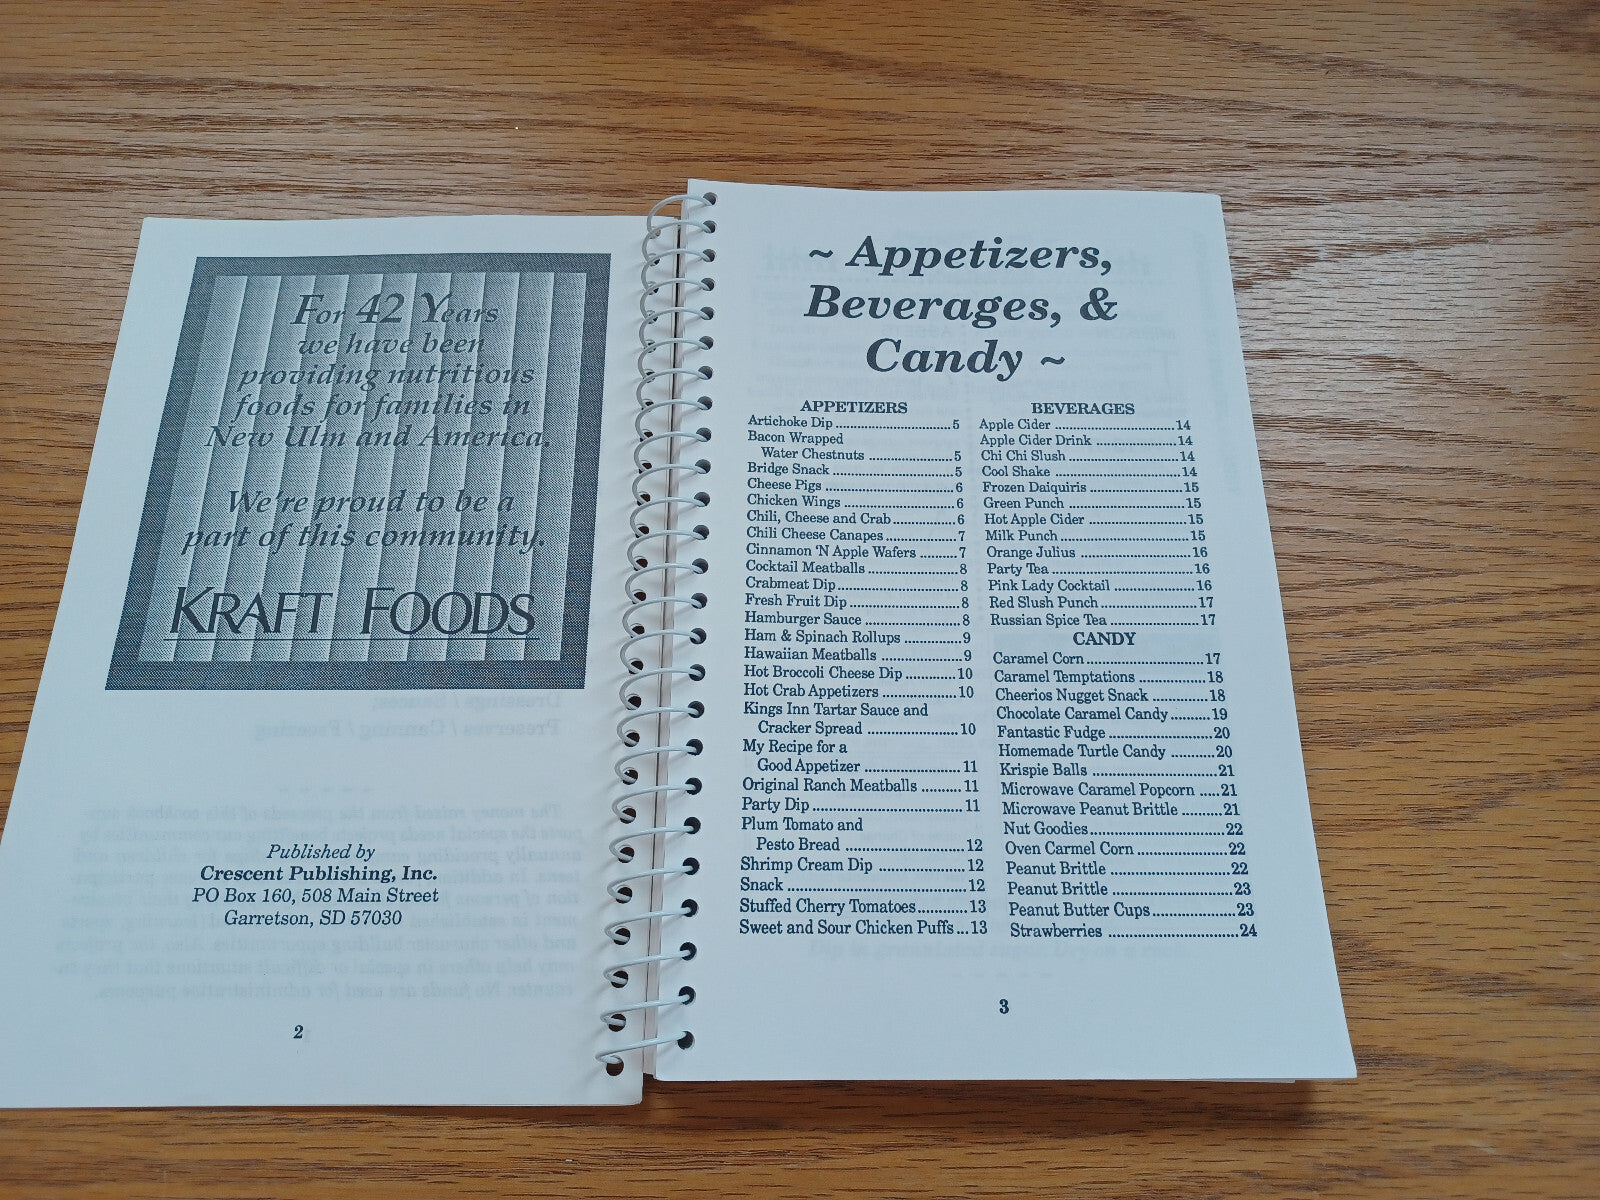 For 42 Years
we have been
providing nutritious
foods for families in
New Ulm and America.
We're proud to be a
part of this community.
KRAFT FOODS
Published by
Crescent Publishing, Inc.
PO Box 160, 508 Main Street
Garretson, SD 57030
2
~ Appetizers,
Beverages, &
Candy ~
APPETIZERS
Artichoke Dip ................................ 5
Bacon Wrapped
Water Chestnuts ........................ 5
Bridge Snack ................................. 5
Cheese Pigs ................................... 6
Chicken Wings .............................. 6
Chili, Cheese and Crab ................. 6
Chili Cheese Canapes ................... 7
Cinnamon 'N Apple Wafers .......... 7
Cocktail Meatballs ........................ 8
Crabmeat Dip ................................ 8
Fresh Fruit Dip ............................. 8
Hamburger Sauce ......................... 8
Ham & Spinach Rollups ............... 9
Hawaiian Meatballs ..................... 9
Hot Broccoli Cheese Dip ............. 10
Hot Crab Appetizers ................... 10
Kings Inn Tartar Sauce and
Cracker Spread ........................ 10
My Recipe for a
Good Appetizer ........................ 11
Original Ranch Meatballs .......... 11
Party Dip ..................................... 11
Plum Tomato and
Pesto Bread .............................. 12
Shrimp Cream Dip ..................... 12
Snack ........................................... 12
Stuffed Cherry Tomatoes ............ 13
Sweet and Sour Chicken Puffs ... 13
BEVERAGES
Apple Cider ................................. 14
Apple Cider Drink ...................... 14
Chi Chi Slush .............................. 14
Cool Shake .................................. 14
Frozen Daiquiris ......................... 15
Green Punch ............................... 15
Hot Apple Cider .......................... 15
Milk Punch ................................. 15
Orange Julius ............................. 16
Party Tea .................................... 16
Pink Lady Cocktail ..................... 16
Red Slush Punch ........................ 17
Russian Spice Tea ...................... 17
CANDY
Caramel Corn ............................. 17
Caramel Temptations ................. 18
Cheerios Nugget Snack .............. 18
Chocolate Caramel Candy .......... 19
Fantastic Fudge .......................... 20
Homemade Turtle Candy ........... 20
Krispie Balls ............................... 21
Microwave Caramel Popcorn ..... 21
Microwave Peanut Brittle .......... 21
Nut Goodies ................................ 22
Oven Carmel Corn ..................... 22
Peanut Brittle ............................ 22
Peanut Brittle ............................ 23
Peanut Butter Cups ................... 23
Strawberries .............................. 24
3